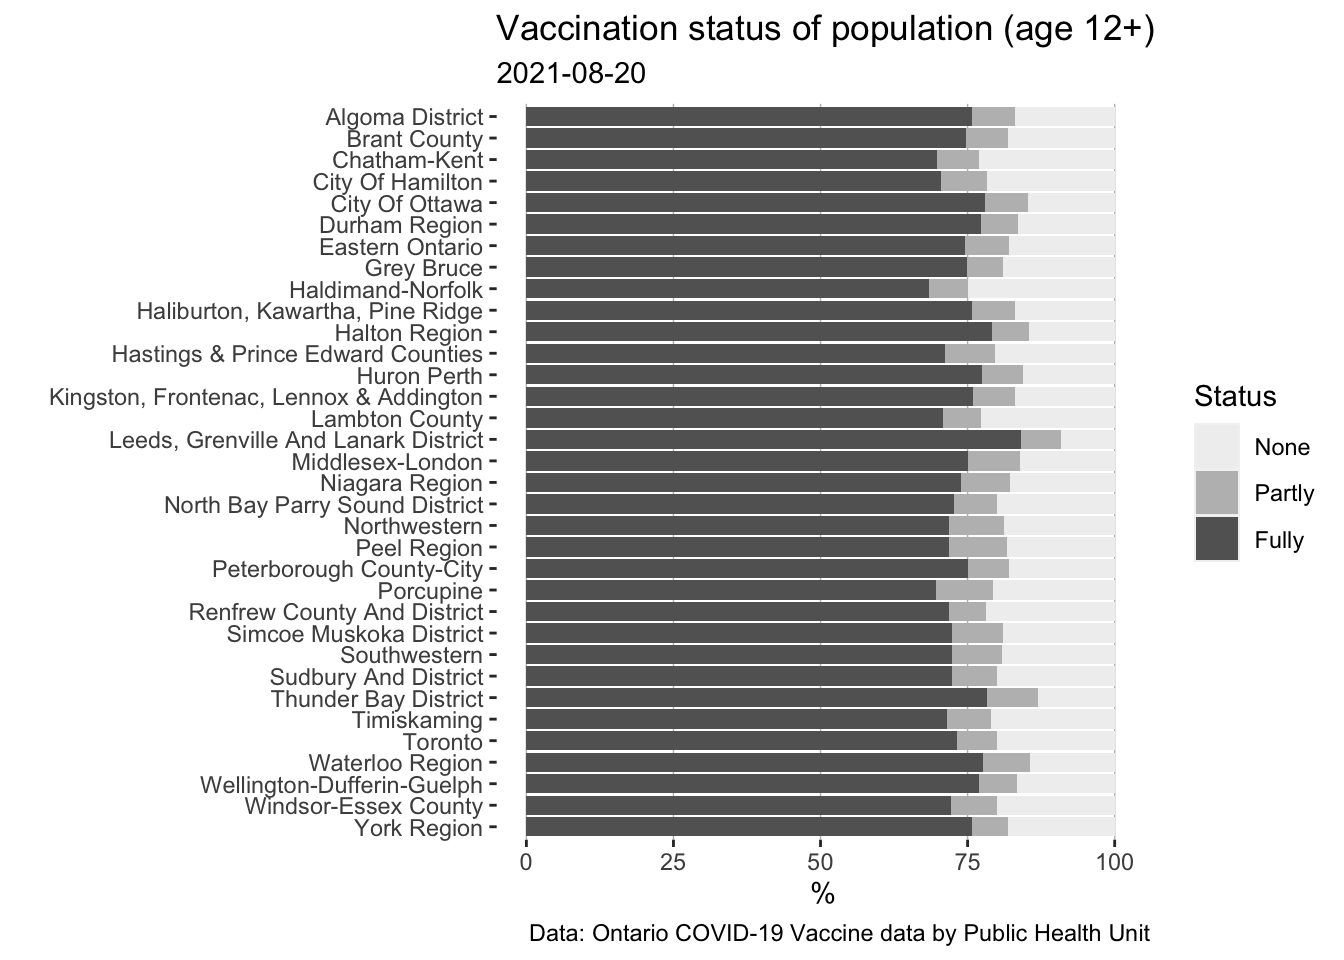 Vaccination status of population (age 12+)
2021-08-20
Algoma District
Brant County
Chatham-Kent
City Of Hamilton
City Of Ottawa
Durham Region
Eastern Ontario
Grey Bruce
Haldimand-Norfolk
Haliburton, Kawartha, Pine Ridge
Halton Region
Hastings & Prince Edward Counties
Huron Perth
Kingston, Frontenac, Lennox & Addington
Lambton County
Leeds, Grenville And Lanark District
Middlesex-London
Niagara Region
North Bay Parry Sound District
Northwestern
Peel Region
Peterborough County-City
Porcupine
Renfrew County And District
Simcoe Muskoka District
Southwestern
Sudbury And District
Thunder Bay District
Timiskaming
Toronto
Waterloo Region
Wellington-Dufferin-Guelph
Windsor-Essex County
York Region
0 25 50 75 100
%
Status
None
Partly
Fully
Data: Ontario COVID-19 Vaccine data by Public Health Unit